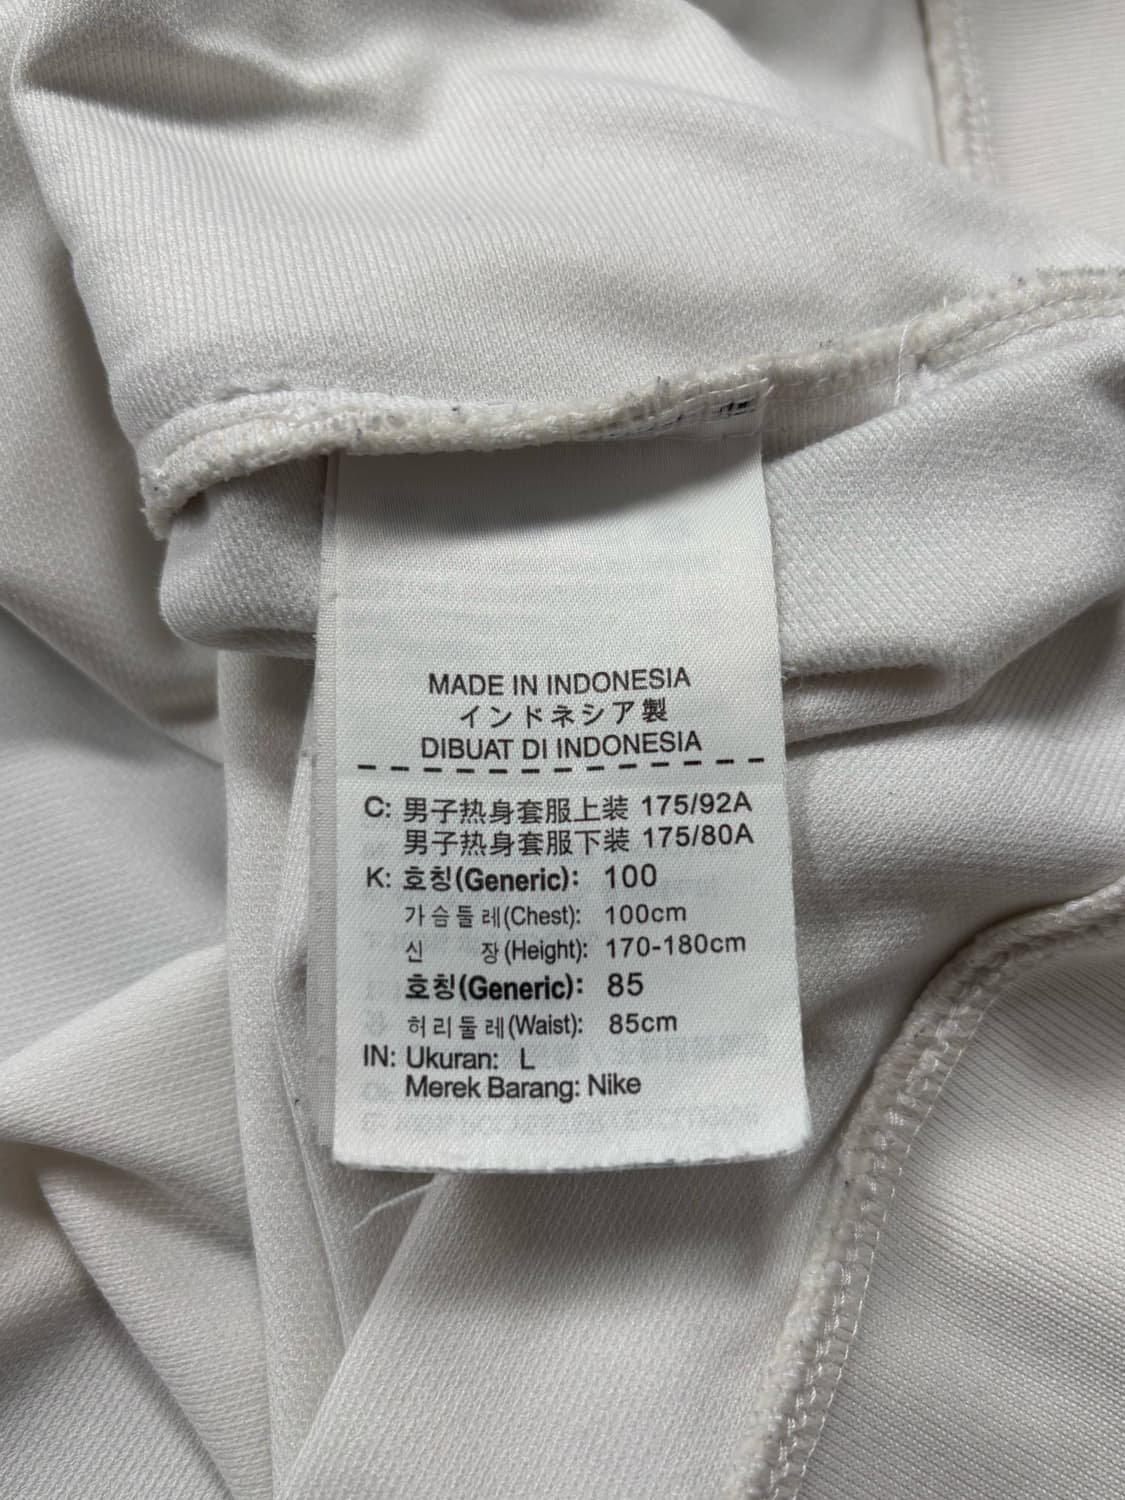 MADE IN INDONESIA
インドネシア製
DIBUAT DI INDONESIA
C: 男子热身套服上装 175/92A
男子热身套服下装 175/80A
K: 호칭(Generic): 100
가슴둘레(Chest): 100cm
신 장(Height): 170-180cm
호칭(Generic): 85
허리둘레(Waist): 85cm
IN: Ukuran: L
Merek Barang: Nike